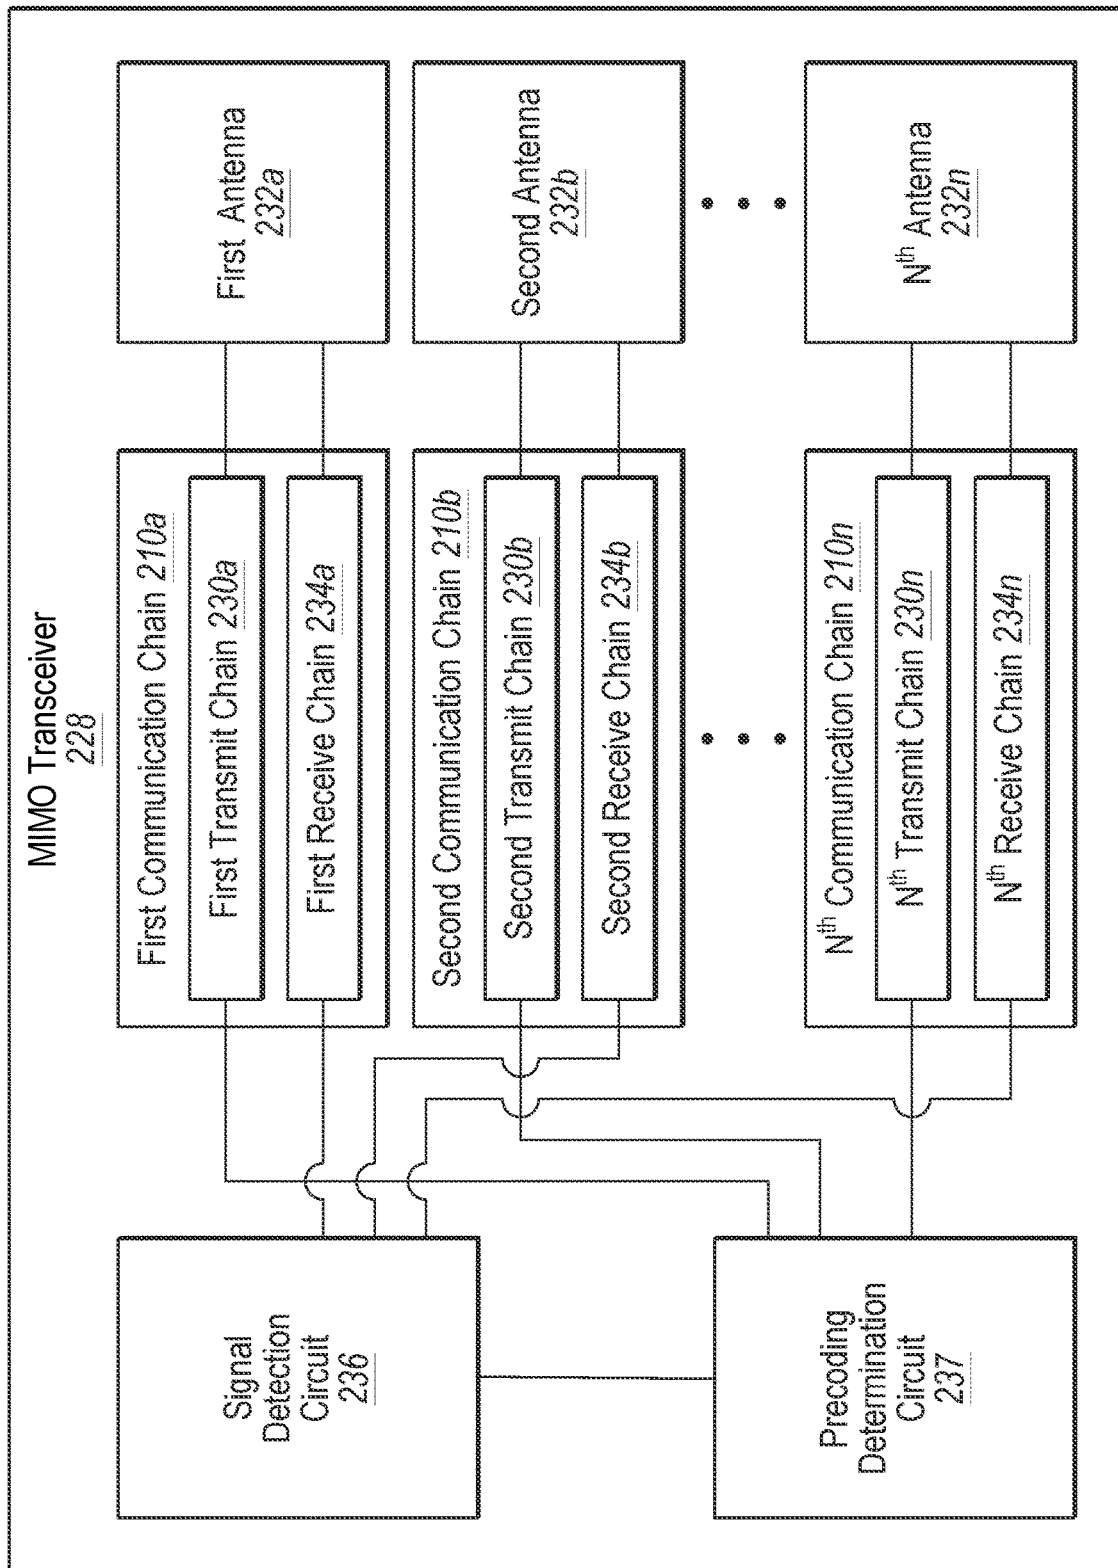 MIMO Transceiver
228
Signal
Detection
Circuit
236
First Communication Chain 210a
First Transmit Chain 230a
First Receive Chain 234a
First Antenna
232a
Second Communication Chain 210b
Second Transmit Chain 230b
Second Receive Chain 234b
Second Antenna
232b
Precoding
Determination
Circuit
237
Nth Communication Chain 210n
Nth Transmit Chain 230n
Nth Receive Chain 234n
Nth Antenna
232n